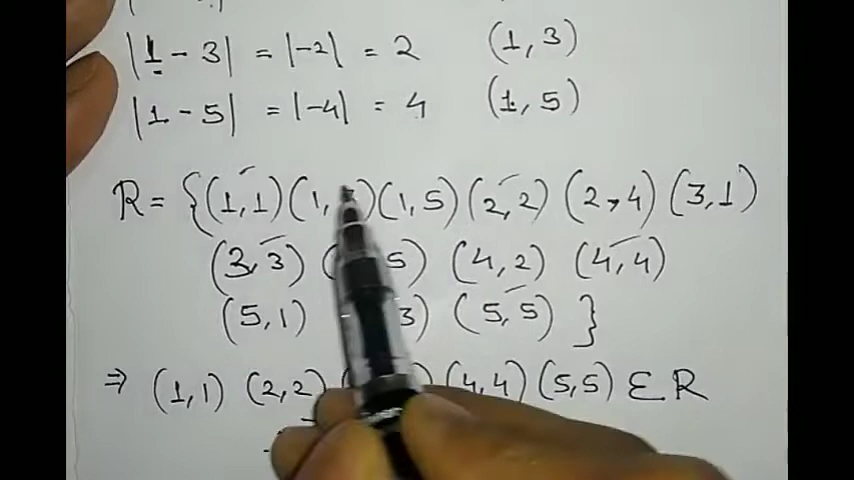 |1 - 3| = |-2| = 2 (1, 3)
|1 - 5| = |-4| = 4 (1, 5)
R = {(1,1) (1, ) (1,5) (2,2) (2,4) (3,1)
(3,3) ( 5) (4,2) (4,4)
(5,1) 3) (5,5) }
⇒ (1,1) (2,2) ( ) (4,4) (5,5) ∈ R